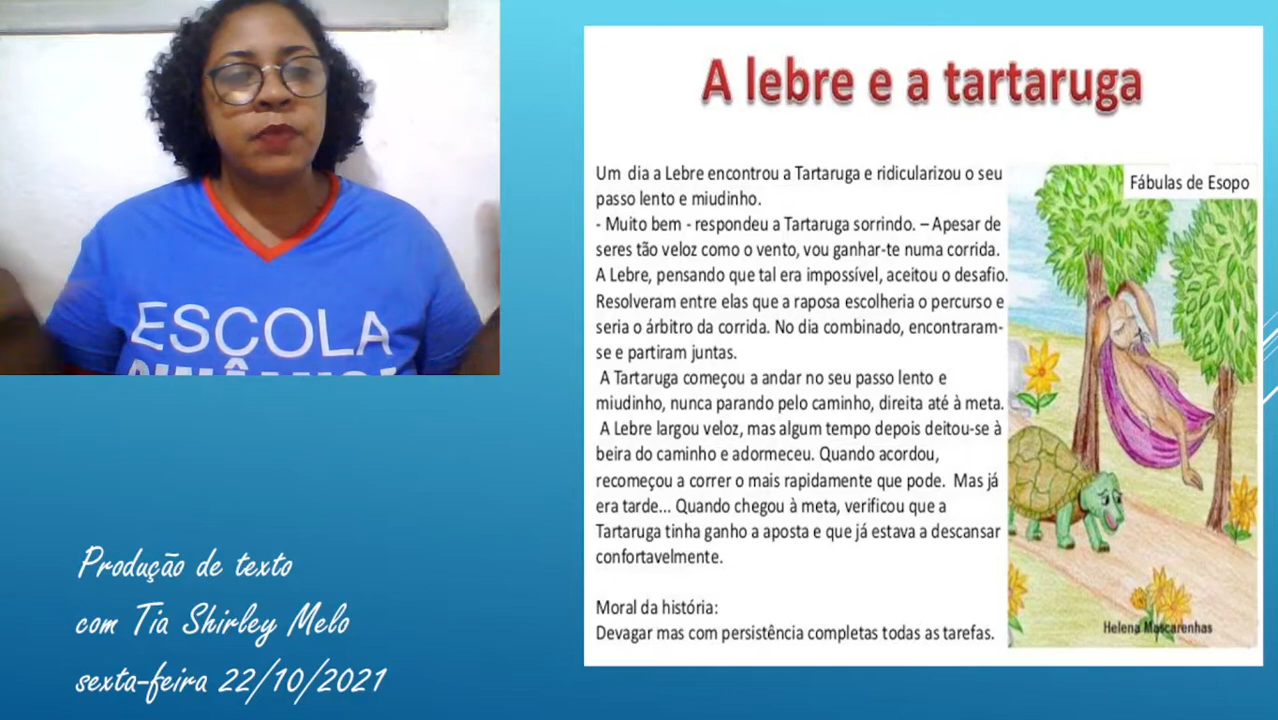 ESCOLA
A lebre e a tartaruga
Um dia a Lebre encontrou a Tartaruga e ridicularizou o seu
passo lento e miudinho.
- Muito bem - respondeu a Tartaruga sorrindo. – Apesar de
seres tão veloz como o vento, vou ganhar-te numa corrida.
A Lebre, pensando que tal era impossível, aceitou o desafio.
Resolveram entre elas que a raposa escolheria o percurso e
seria o árbitro da corrida. No dia combinado, encontraram-
se e partiram juntas.
A Tartaruga começou a andar no seu passo lento e
miudinho, nunca parando pelo caminho, direita até à meta.
A Lebre largou veloz, mas algum tempo depois deitou-se à
beira do caminho e adormeceu. Quando acordou,
recomeçou a correr o mais rapidamente que pode. Mas já
era tarde... Quando chegou à meta, verificou que a
Tartaruga tinha ganho a aposta e que já estava a descansar
confortavelmente.
Moral da história:
Devagar mas com persistência completas todas as tarefas.
Fábulas de Esopo
Helena Mascarenhas
Produção de texto
com Tia Shirley Melo
sexta-feira 22/10/2021